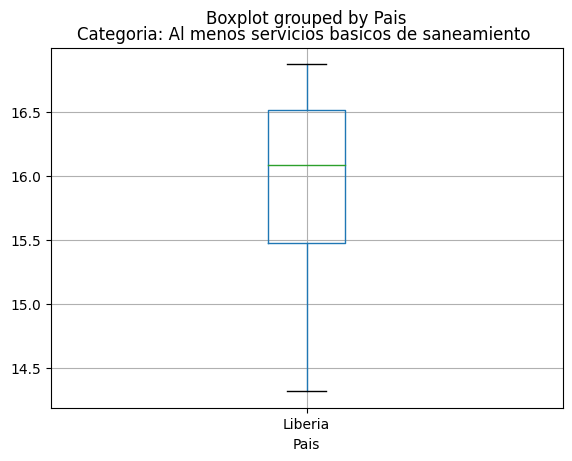 Boxplot grouped by Pais
Categoria: Al menos servicios basicos de saneamiento
16.5
16.0
15.5
15.0
14.5
Liberia
Pais